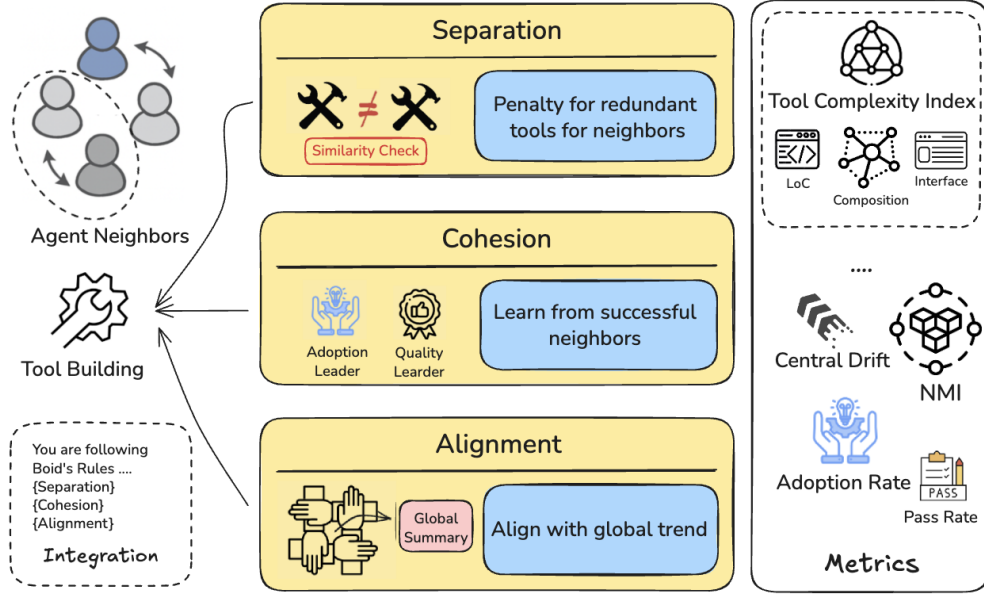 Agent Neighbors
Tool Building
You are following
Boid's Rules ....
{Separation}
{Cohesion}
{Alignment}
Integration
Separation
≠
Similarity Check
Penalty for redundant
tools for neighbors
Cohesion
Adoption
Leader
Quality
Learder
Learn from successful
neighbors
Alignment
Global
Summary
Align with global trend
Tool Complexity Index
</>
LoC
Composition
Interface
....
Central Drift
NMI
Adoption Rate
PASS
Pass Rate
Metrics